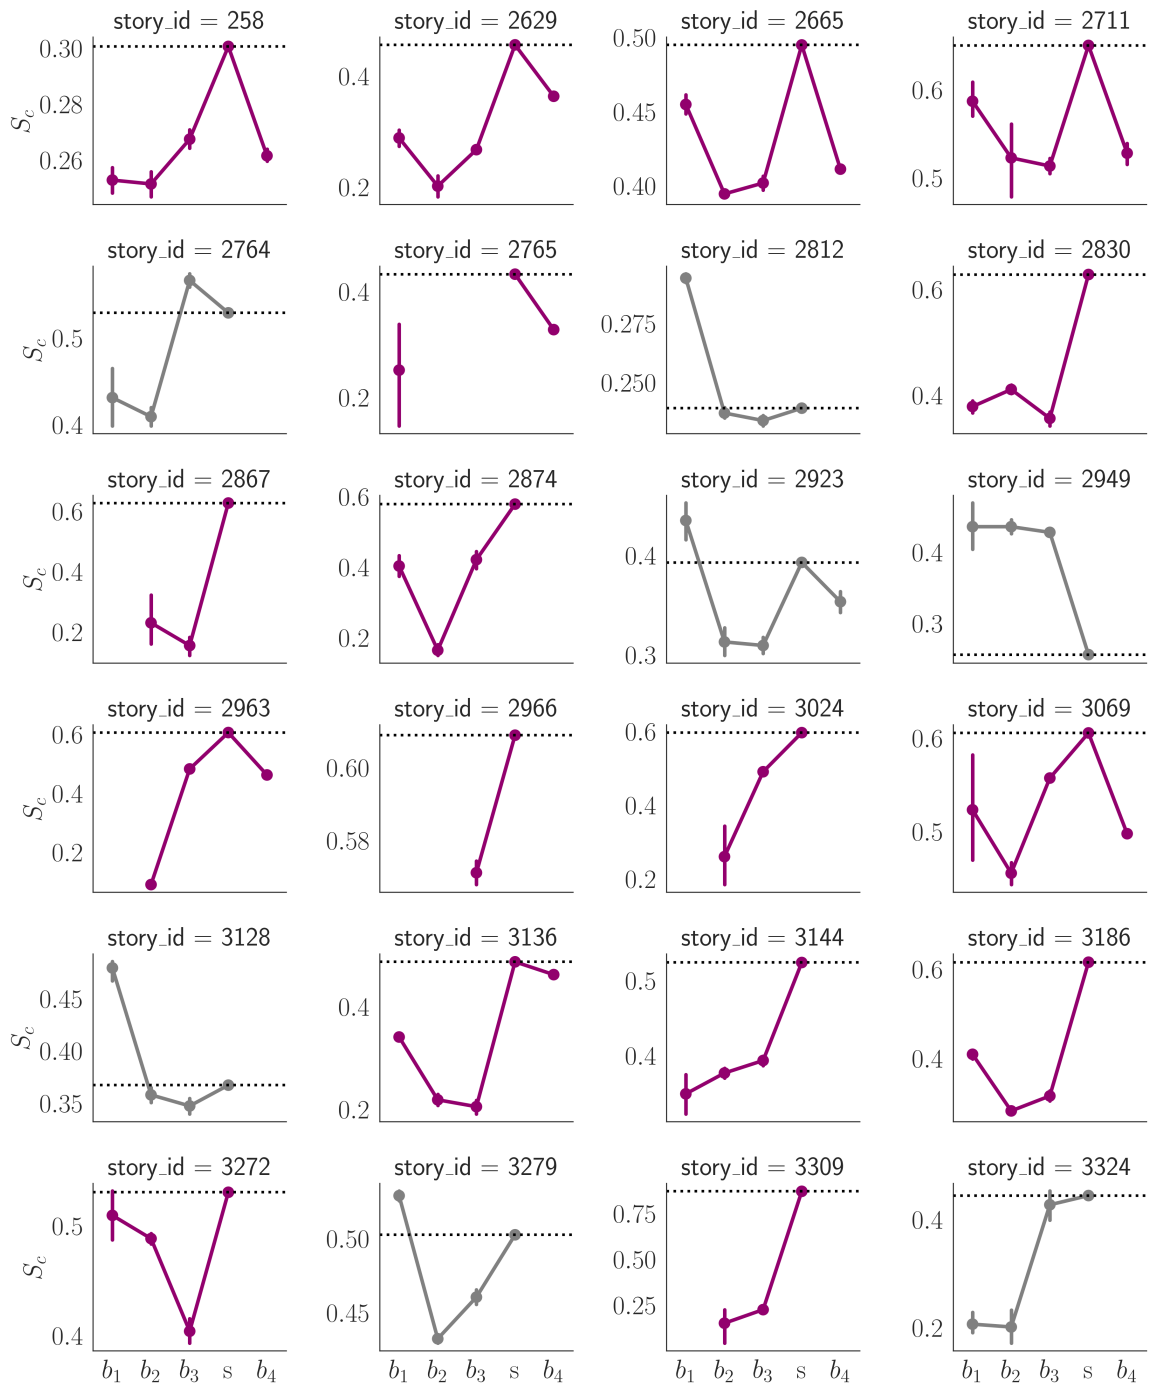 story_id = 258 story_id = 2629 story_id = 2665 story_id = 2711
S_c 0.30 0.28 0.26 0.4 0.2 0.50 0.45 0.40 0.6 0.5
story_id = 2764 story_id = 2765 story_id = 2812 story_id = 2830
S_c 0.5 0.4 0.4 0.2 0.275 0.250 0.6 0.4
story_id = 2867 story_id = 2874 story_id = 2923 story_id = 2949
S_c 0.6 0.4 0.2 0.6 0.4 0.2 0.4 0.3 0.4 0.3
story_id = 2963 story_id = 2966 story_id = 3024 story_id = 3069
S_c 0.6 0.4 0.2 0.60 0.58 0.6 0.4 0.2 0.6 0.5
story_id = 3128 story_id = 3136 story_id = 3144 story_id = 3186
S_c 0.45 0.40 0.35 0.4 0.2 0.5 0.4 0.6 0.4
story_id = 3272 story_id = 3279 story_id = 3309 story_id = 3324
S_c 0.5 0.4 0.50 0.45 0.75 0.50 0.25 0.4 0.2
b_1 b_2 b_3 s b_4 b_1 b_2 b_3 s b_4 b_1 b_2 b_3 s b_4 b_1 b_2 b_3 s b_4